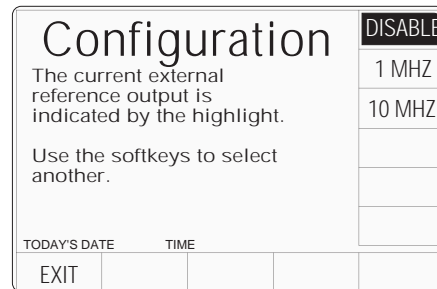 Configuration
The current external
reference output is
indicated by the highlight.
Use the softkeys to select
another.
DISABLE
1 MHZ
10 MHZ
TODAY'S DATE TIME
EXIT